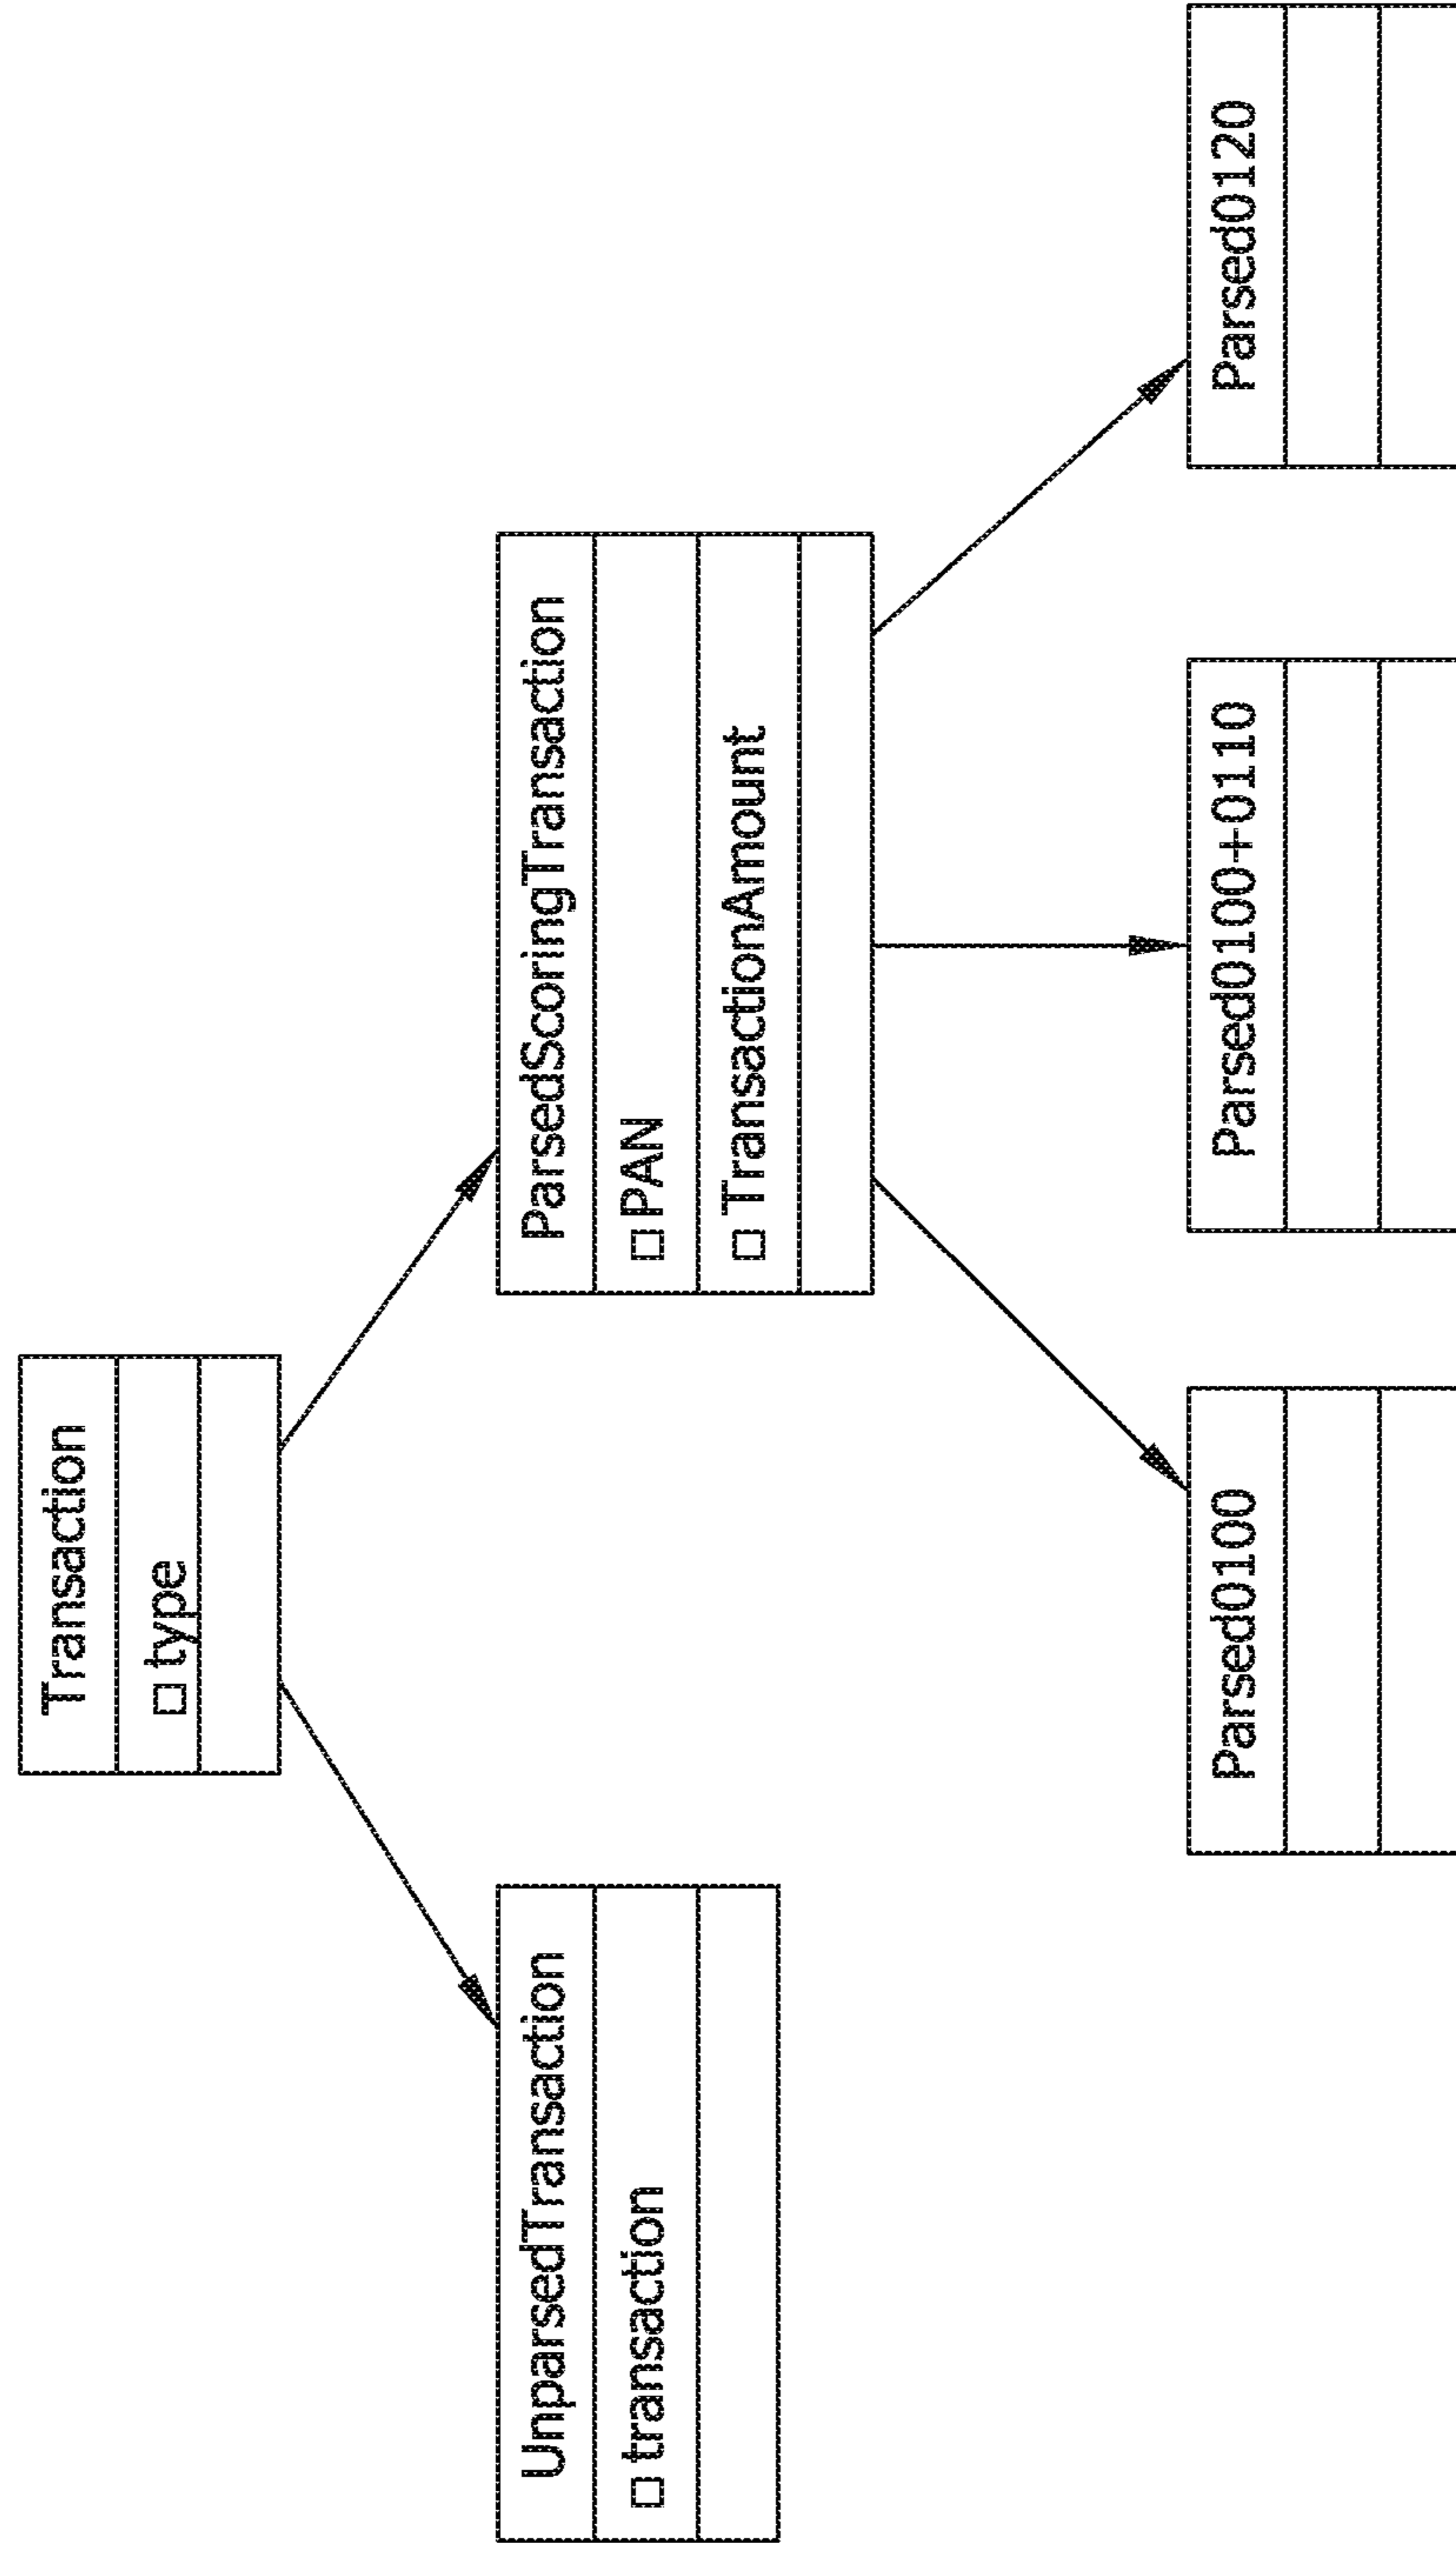 Transaction
□ type
UnparsedTransaction
□ transaction
ParsedScoringTransaction
□ PAN
□ TransactionAmount
Parsed0100
Parsed0100+0110
Parsed0120